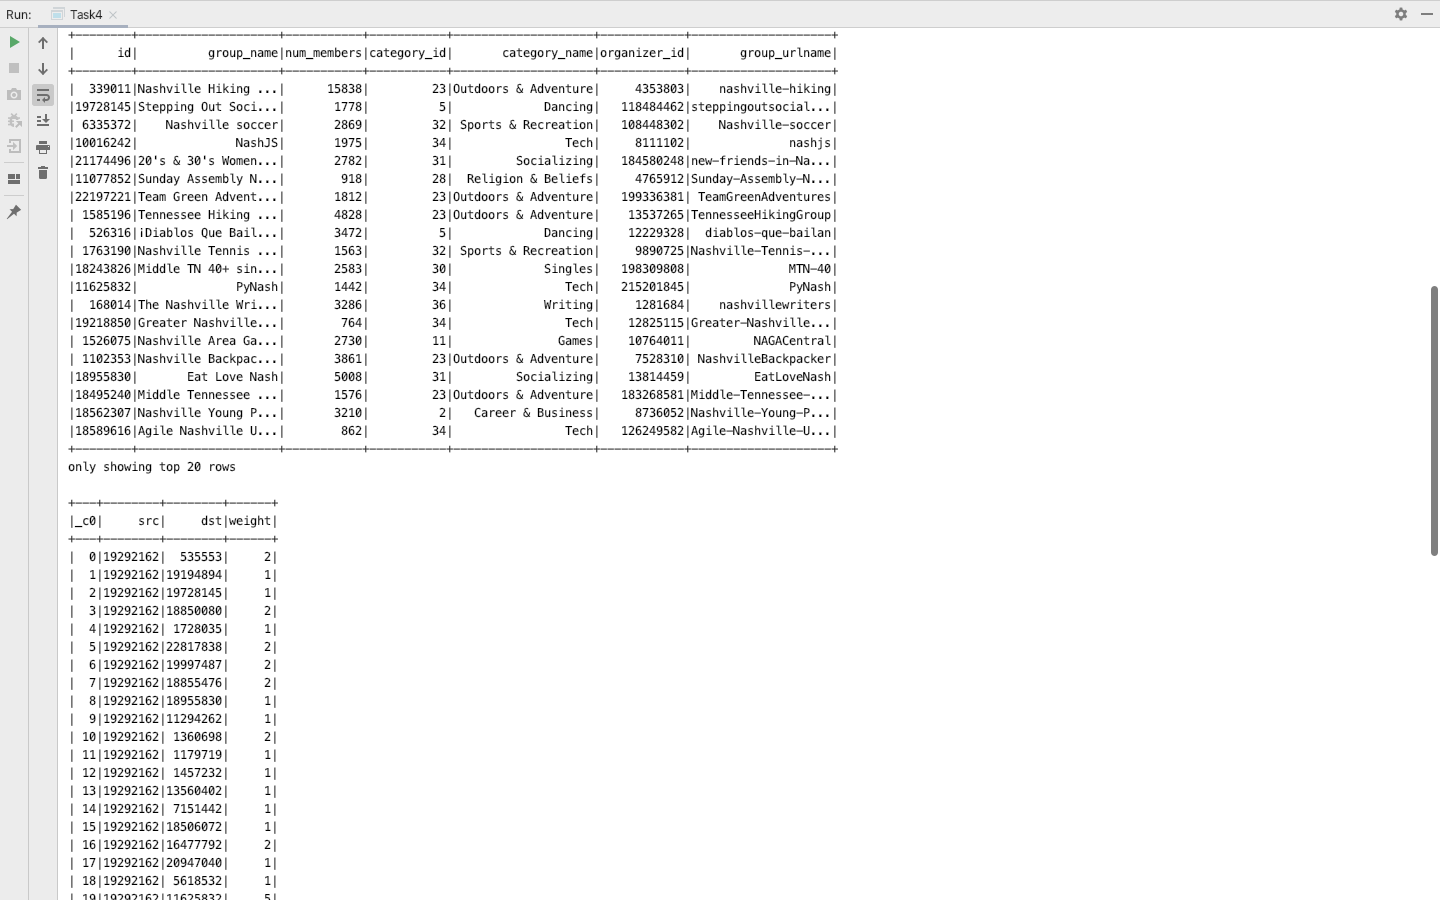 Run: Task4
+--------+--------------------+-----------+-----------+--------------------+------------+--------------------+
|      id|          group_name|num_members|category_id|       category_name|organizer_id|       group_urlname|
+--------+--------------------+-----------+-----------+--------------------+------------+--------------------+
|  339011|Nashville Hiking ...|      15838|         23|Outdoors & Adventure|     4353803|    nashville-hiking|
|19728145|Stepping Out Soci...|       1778|          5|             Dancing|   118484462|steppingoutsocial...|
| 6335372|    Nashville soccer|       2869|         32| Sports & Recreation|   108448302|    Nashville-soccer|
|10016242|              NashJS|       1975|         34|                Tech|     8111102|              nashjs|
|21174496|20's & 30's Women...|       2782|         31|         Socializing|   184580248|new-friends-in-Na...|
|11077852|Sunday Assembly N...|        918|         28|  Religion & Beliefs|     4765912|Sunday-Assembly-N...|
|22197221|Team Green Advent...|       1812|         23|Outdoors & Adventure|   199336381| TeamGreenAdventures|
| 1585196|Tennessee Hiking ...|       4828|         23|Outdoors & Adventure|    13537265|TennesseeHikingGroup|
|  526316|¡Diablos Que Bail...|       3472|          5|             Dancing|    12229328|  diablos-que-bailan|
| 1763190|Nashville Tennis ...|       1563|         32| Sports & Recreation|     9890725|Nashville-Tennis-...|
|18243826|Middle TN 40+ sin...|       2583|         30|             Singles|   198309808|              MTN-40|
|11625832|              PyNash|       1442|         34|                Tech|   215201845|              PyNash|
|  168014|The Nashville Wri...|       3286|         36|             Writing|     1281684|    nashvillewriters|
|19218850|Greater Nashville...|        764|         34|                Tech|    12825115|Greater-Nashville...|
| 1526075|Nashville Area Ga...|       2730|         11|               Games|    10764011|         NAGACentral|
| 1102353|Nashville Backpac...|       3861|         23|Outdoors & Adventure|     7528310| NashvilleBackpacker|
|18955830|       Eat Love Nash|       5008|         31|         Socializing|    13814459|         EatLoveNash|
|18495240|Middle Tennessee ...|       1576|         23|Outdoors & Adventure|   183268581|Middle-Tennessee-...|
|18562307|Nashville Young P...|       3210|          2|   Career & Business|     8736052|Nashville-Young-P...|
|18589616|Agile Nashville U...|        862|         34|                Tech|   126249582|Agile-Nashville-U...|
+--------+--------------------+-----------+-----------+--------------------+------------+--------------------+
only showing top 20 rows
+---+--------+--------+------+
|_c0|     src|     dst|weight|
+---+--------+--------+------+
|  0|19292162|  535553|     2|
|  1|19292162|19194894|     1|
|  2|19292162|19728145|     1|
|  3|19292162|18850080|     2|
|  4|19292162| 1728035|     1|
|  5|19292162|22817838|     2|
|  6|19292162|19997487|     2|
|  7|19292162|18855476|     2|
|  8|19292162|18955830|     1|
|  9|19292162|11294262|     1|
| 10|19292162| 1360698|     2|
| 11|19292162| 1179719|     1|
| 12|19292162| 1457232|     1|
| 13|19292162|13560402|     1|
| 14|19292162| 7151442|     1|
| 15|19292162|18506072|     1|
| 16|19292162|16477792|     2|
| 17|19292162|20947040|     1|
| 18|19292162| 5618532|     1|
| 19|19292162|11625832|     5|